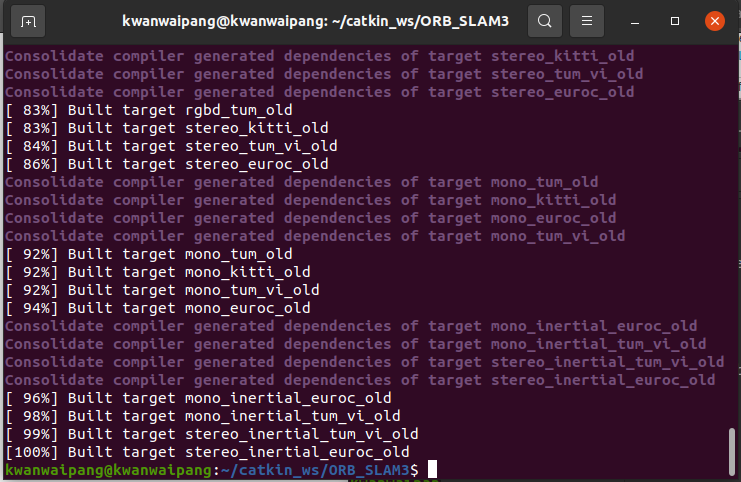 kwanwaipang@kwanwaipang: ~/catkin_ws/ORB_SLAM3
Consolidate compiler generated dependencies of target stereo_kitti_old
Consolidate compiler generated dependencies of target stereo_tum_vi_old
Consolidate compiler generated dependencies of target stereo_euroc_old
[ 83%] Built target rgbd_tum_old
[ 83%] Built target stereo_kitti_old
[ 84%] Built target stereo_tum_vi_old
[ 86%] Built target stereo_euroc_old
Consolidate compiler generated dependencies of target mono_tum_old
Consolidate compiler generated dependencies of target mono_kitti_old
Consolidate compiler generated dependencies of target mono_euroc_old
Consolidate compiler generated dependencies of target mono_tum_vi_old
[ 92%] Built target mono_tum_old
[ 92%] Built target mono_kitti_old
[ 92%] Built target mono_tum_vi_old
[ 94%] Built target mono_euroc_old
Consolidate compiler generated dependencies of target mono_inertial_euroc_old
Consolidate compiler generated dependencies of target mono_inertial_tum_vi_old
Consolidate compiler generated dependencies of target stereo_inertial_tum_vi_old
Consolidate compiler generated dependencies of target stereo_inertial_euroc_old
[ 96%] Built target mono_inertial_euroc_old
[ 98%] Built target mono_inertial_tum_vi_old
[ 99%] Built target stereo_inertial_tum_vi_old
[100%] Built target stereo_inertial_euroc_old
kwanwaipang@kwanwaipang:~/catkin_ws/ORB_SLAM3$